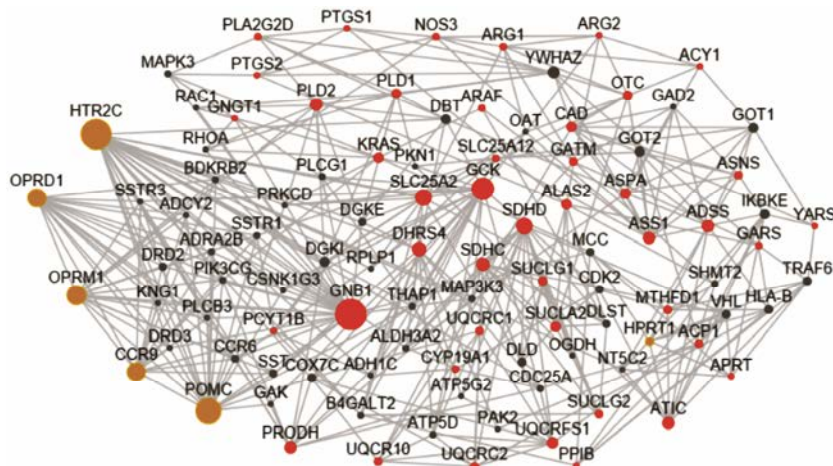 PTGS1
PLA2G2D
NOS3
ARG1
ARG2
MAPK3
PTGS2
YWHAZ
ACY1
RAC1
GNGT1
PLD2
PLD1
ARAF
OTC
GAD2
HTR2C
DBT
OAT
CAD
GOT1
RHOA
KRAS
PKN1
SLC25A12
GATM
GOT2
BDKRB2
PLCG1
GCK
ASNS
OPRD1
SSTR3
PRKCD
SLC25A2
ALAS2
ASPA
IKBKE
ADCY2
SSTR1
DGKE
SDHD
ASS1
ADSS
YARS
ADRA2B
DHRS4
GARS
DRD2
DGKI
RPLP1
SDHC
MCC
OPRM1
PIK3CG
CSNK1G3
SUCLG1
CDK2
SHMT2
TRAF6
KNG1
GNB1
THAP1
MAP3K3
MTHFD1
VHL
HLA-B
PLCB3
PCYT1B
UQCRC1
SUCLA2
DLST
HPRT1
ACP1
DRD3
CCR6
ALDH3A2
OGDH
CCR9
SST
COX7C
ADH1C
CYP19A1
DLD
NT5C2
APRT
POMC
GAK
ATP5G2
CDC25A
B4GALT2
SUCLG2
ATIC
PRODH
ATP5D
PAK2
UQCRFS1
UQCR10
UQCRC2
PPIB